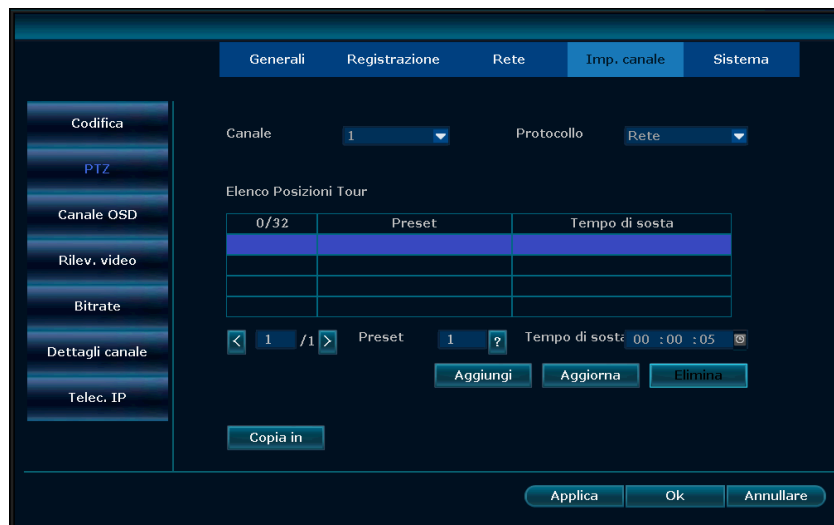 Generali Registrazione Rete Imp. canale Sistema
Codifica
PTZ
Canale OSD
Rilev. video
Bitrate
Dettagli canale
Telec. IP
Canale 1 Protocollo Rete
Elenco Posizioni Tour
0/32 Preset Tempo di sosta
< 1 /1 > Preset 1 ? Tempo di sosta 00 :00 :05
Aggiungi Aggiorna Elimina
Copia in
Applica Ok Annullare